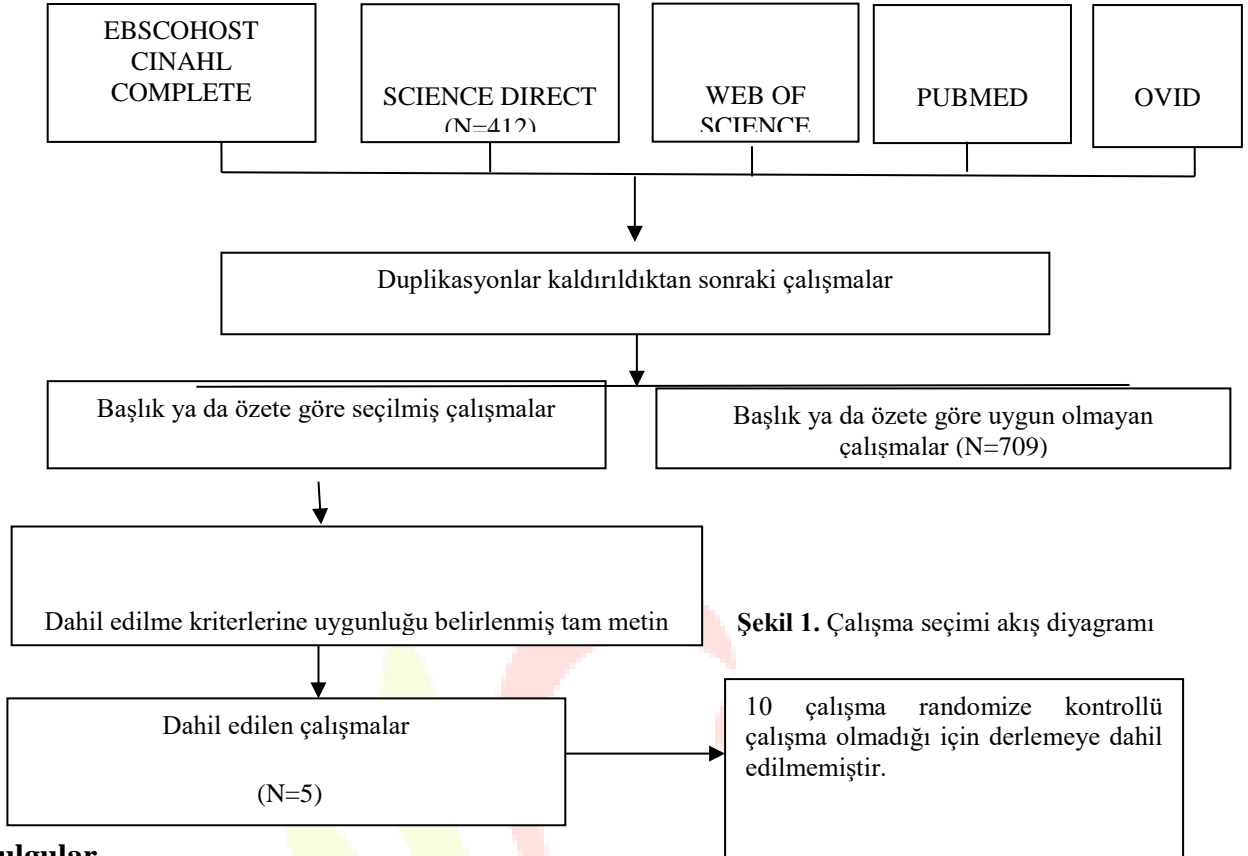 EBSCOHOST
CINAHL
COMPLETE
SCIENCE DIRECT
(N=412)
WEB OF
SCIENCE
PUBMED
OVID
Duplikasyonlar kaldırıldıktan sonraki çalışmalar
Başlık ya da özete göre seçilmiş çalışmalar
Başlık ya da özete göre uygun olmayan
çalışmalar (N=709)
Dahil edilme kriterlerine uygunluğu belirlenmiş tam metin
Şekil 1. Çalışma seçimi akış diyagramı
Dahil edilen çalışmalar
(N=5)
10 çalışma randomize kontrollü
çalışma olmadığı için derlemeye dahil
edilmemiştir.